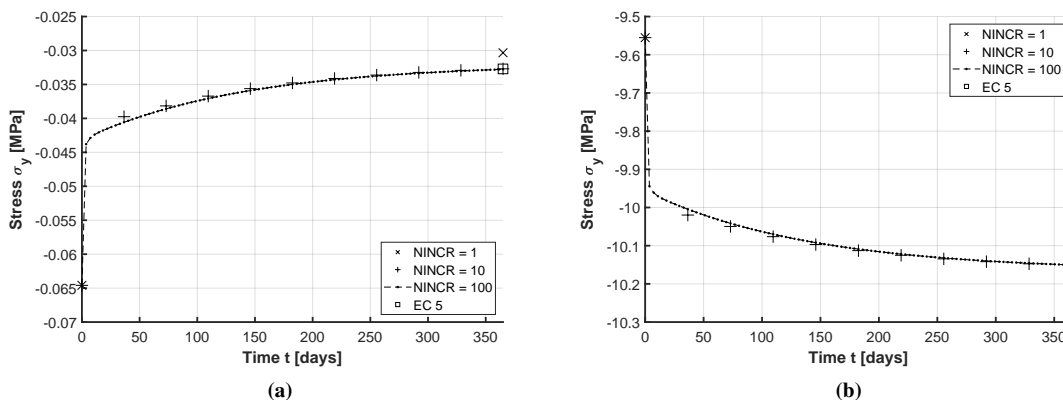 -0.025
-0.03
-0.035
-0.04
-0.045
-0.05
-0.055
-0.06
-0.065
-0.07
Stress σy [MPa]
0 50 100 150 200 250 300 350
Time t [days]
NINCR = 1
NINCR = 10
NINCR = 100
EC 5
(a)
-9.5
-9.6
-9.7
-9.8
-9.9
-10
-10.1
-10.2
-10.3
Stress σy [MPa]
0 50 100 150 200 250 300 350
Time t [days]
NINCR = 1
NINCR = 10
NINCR = 100
EC 5
(b)